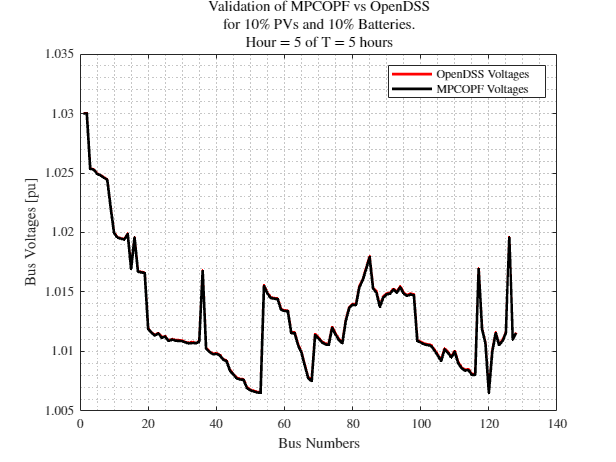 Validation of MPCOPF vs OpenDSS
for 10% PVs and 10% Batteries.
Hour = 5 of T = 5 hours
1.035
1.03
1.025
1.02
1.015
1.01
1.005
Bus Voltages [pu]
OpenDSS Voltages
MPCOPF Voltages
0
20
40
60
80
100
120
140
Bus Numbers